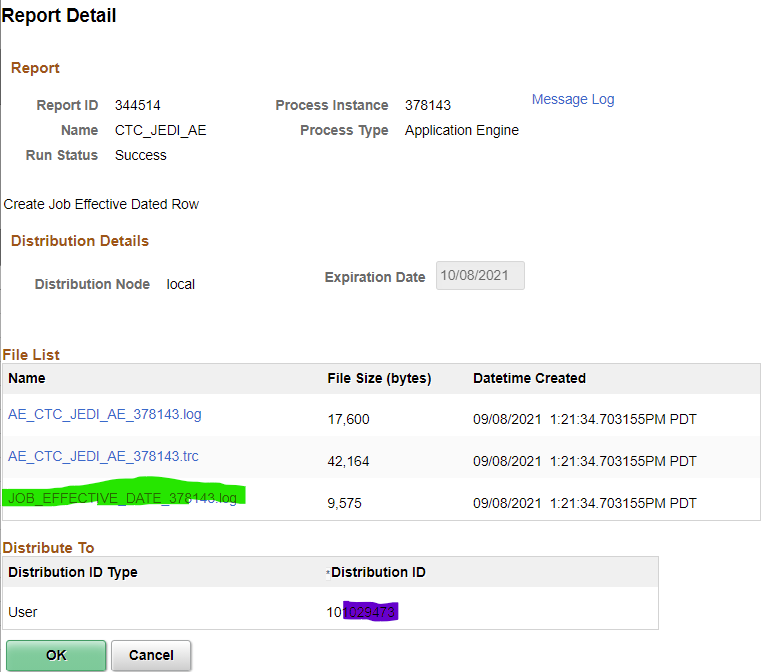 Report Detail
Report
Report ID 344514 Process Instance 378143 Message Log
Name CTC_JEDI_AE Process Type Application Engine
Run Status Success
Create Job Effective Dated Row
Distribution Details
Distribution Node local Expiration Date 10/08/2021
File List
Name File Size (bytes) Datetime Created
AE_CTC_JEDI_AE_378143.log 17,600 09/08/2021 1:21:34.703155PM PDT
AE_CTC_JEDI_AE_378143.trc 42,164 09/08/2021 1:21:34.703155PM PDT
JOB_EFFECTIVE_DATE_378143.log 9,575 09/08/2021 1:21:34.703155PM PDT
Distribute To
Distribution ID Type *Distribution ID
User 10
OK Cancel